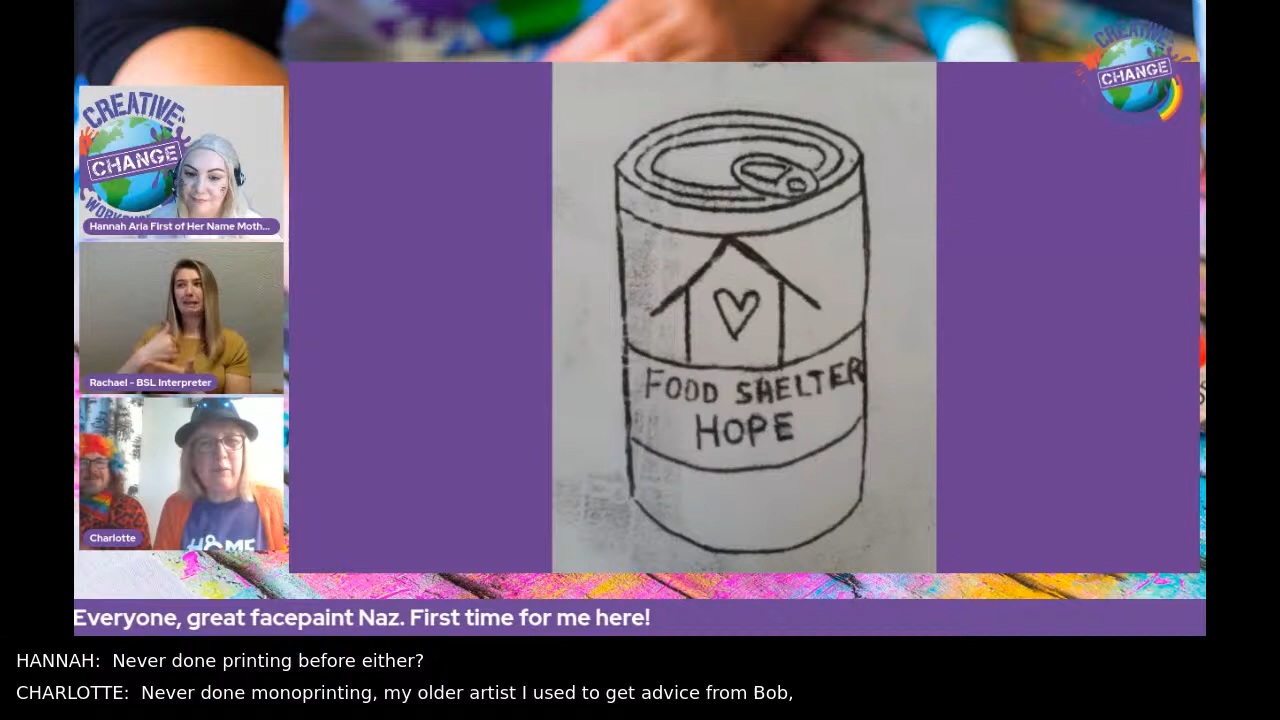 CREATIVE
CHANGE
CREATIVE
CHANGE
Hannah Aria First of Her Name Moth...
Rachael - BSL Interpreter
HOME
Charlotte
FOOD SHELTER
HOPE
Everyone, great facepaint Naz. First time for me here!
HANNAH: Never done printing before either?
CHARLOTTE: Never done monoprinting, my older artist I used to get advice from Bob,